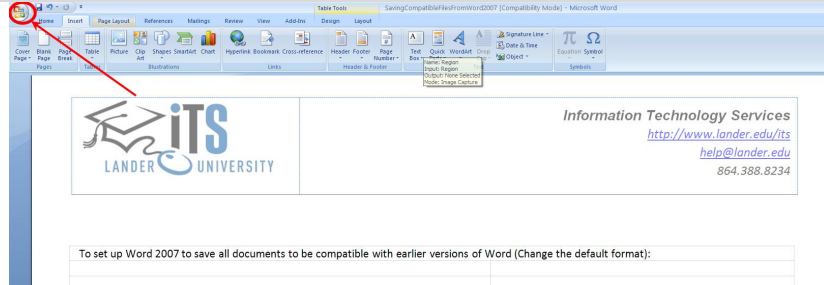 Table Tools SavingCompatibleFilesFromWord2007 [Compatibility Mode] - Microsoft Word
Home Insert Page Layout References Mailings Review View Add-Ins Design Layout
Cover Page Blank Page Page Break Table Picture Clip Art Shapes SmartArt Chart Hyperlink Bookmark Cross-reference Header Footer Page Number Text Box Quick WordArt Drop Signature Line Date & Time Object Equation Symbol
Pages Tables Illustrations Links Header & Footer Symbols
Name: Region
Input: Region
Output: None Selected
Mode: Image Capture
iTS
LANDER UNIVERSITY
Information Technology Services
http://www.lander.edu/its
help@lander.edu
864.388.8234
To set up Word 2007 to save all documents to be compatible with earlier versions of Word (Change the default format):